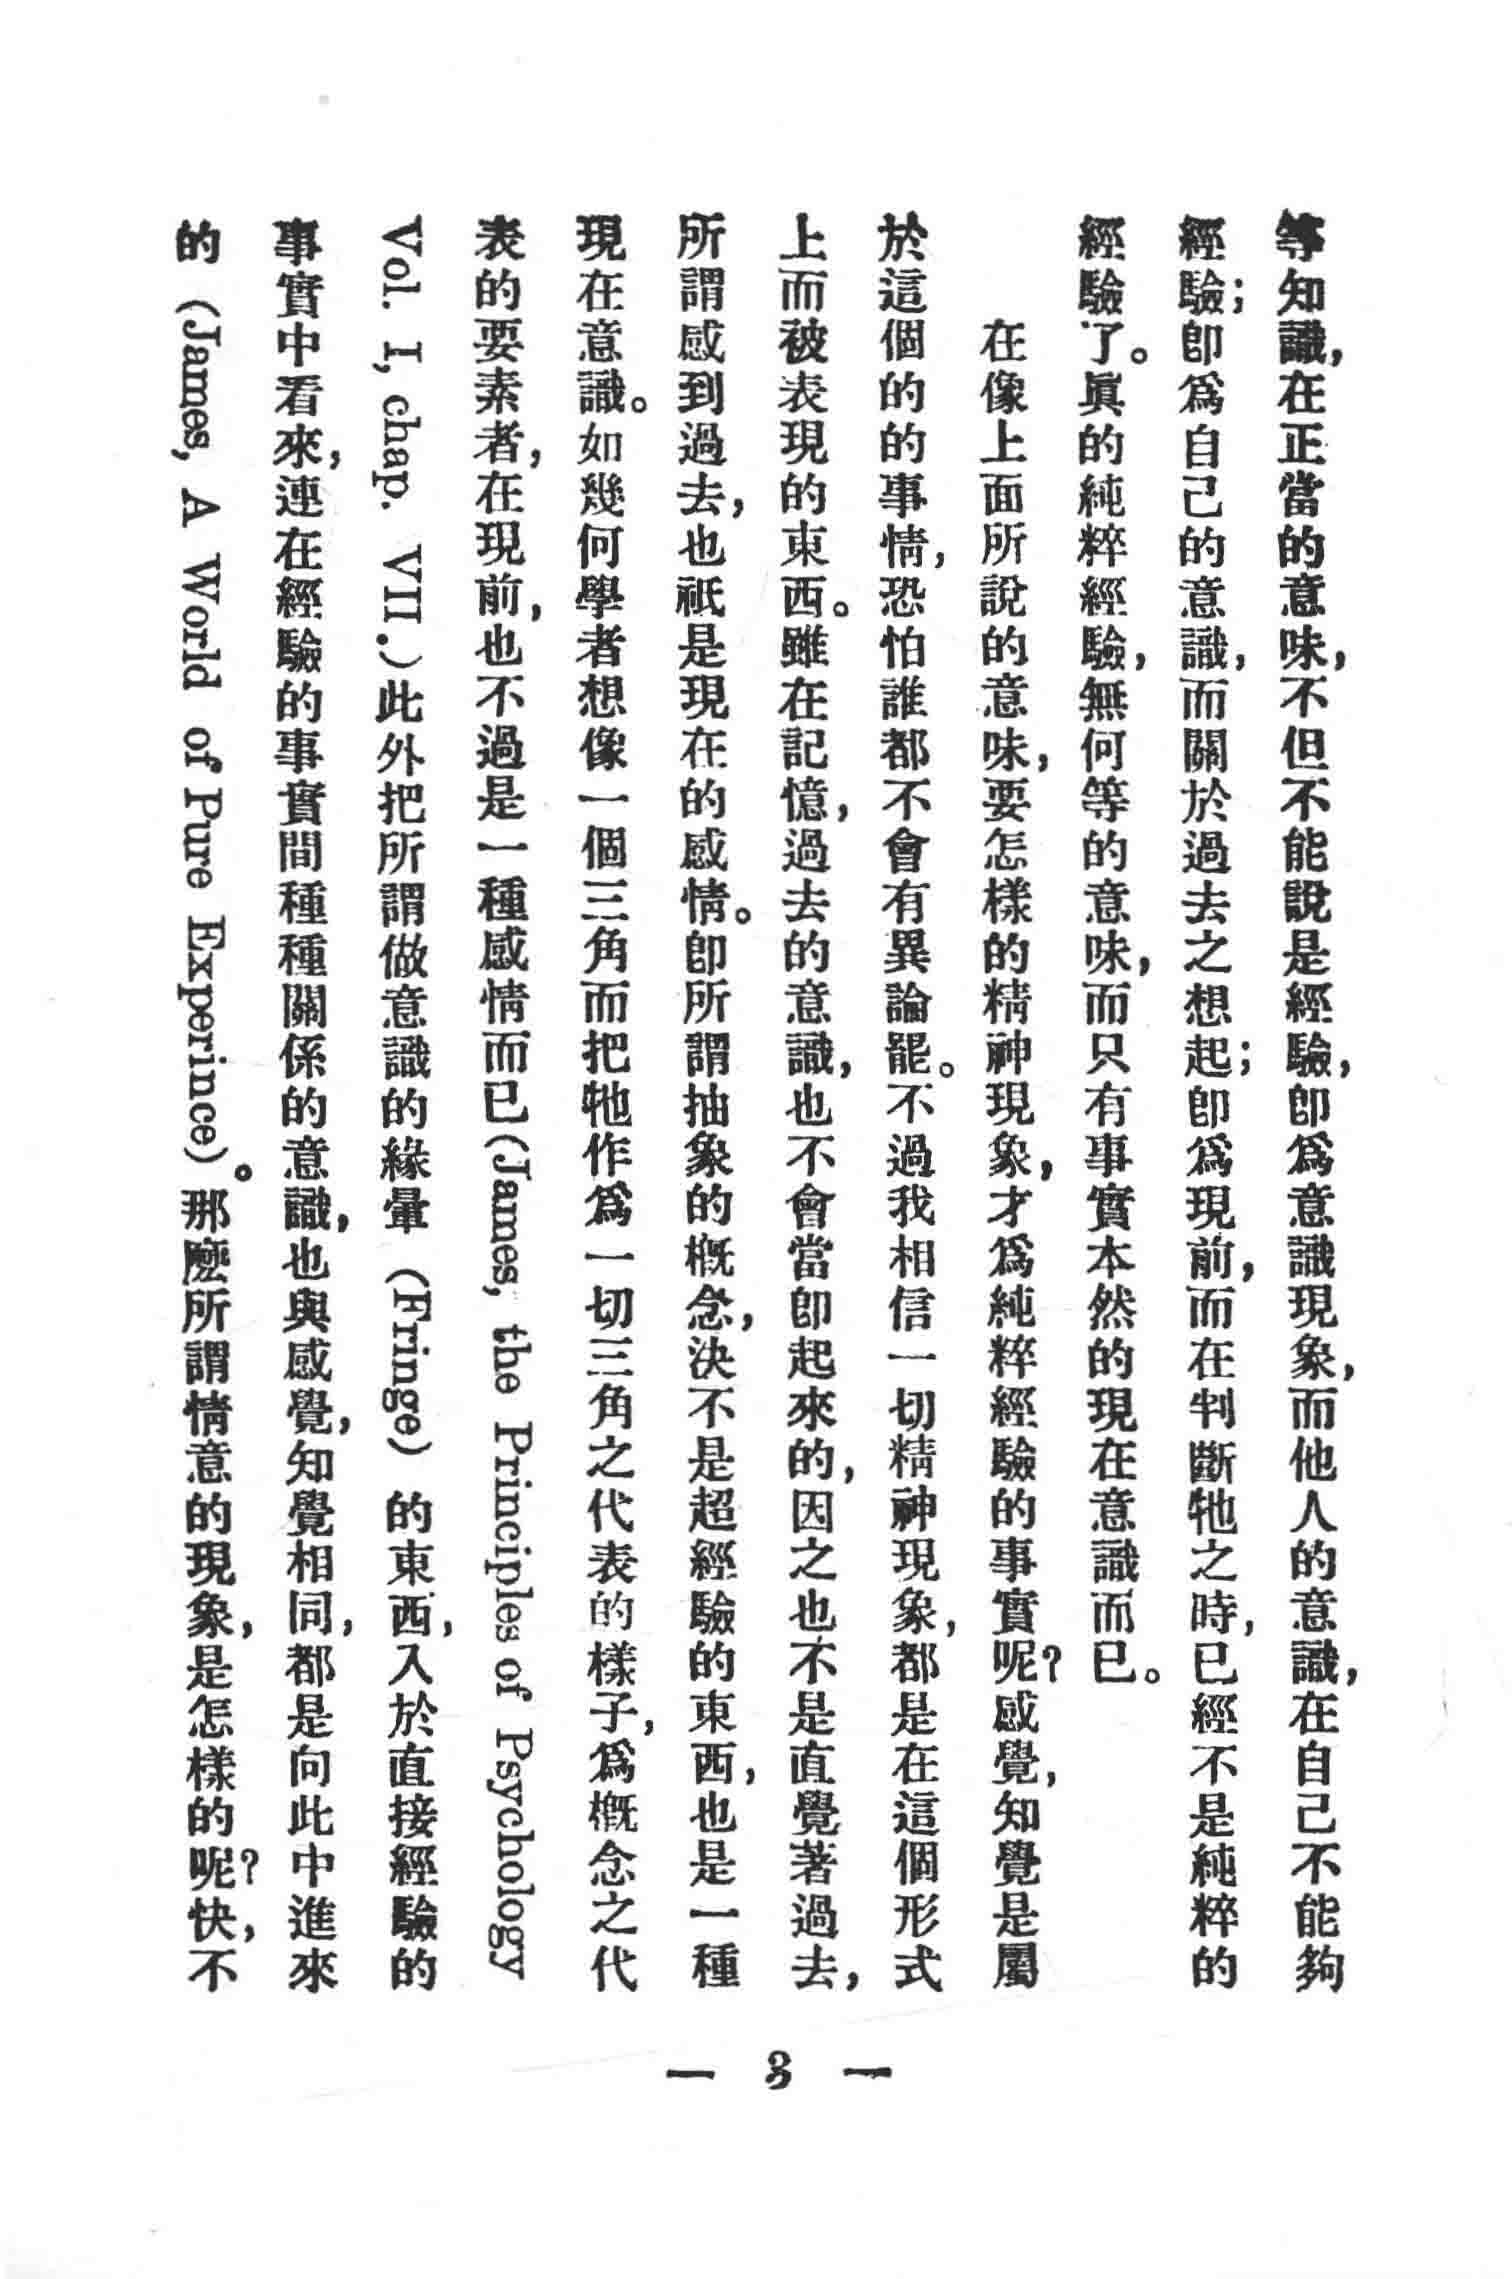 等知識，在正當的意味，不但不能說是經驗，卽爲意識現象，而他人的意識，在自己不能夠
經驗；卽爲自己的意識，而關於過去之想起；卽爲現前，而在判斷牠之時，已經不是純粹的
經驗了。眞的純粹經驗，無何等的意味，而只有事實本然的現在意識而已。
在像上面所說的意味，要怎樣的精神現象，才爲純粹經驗的事實呢？感覺，知覺是屬
於這個的的事情，恐怕誰都不會有異論罷。不過我相信一切精神現象，都是在這個形式
上而被表現的東西。雖在記憶，過去的意識，也不會當卽起來的，因之也不是直覺著過去，
所謂感到過去，也祇是現在的感情。卽所謂抽象的槪念，決不是超經驗的東西，也是一種
現在意識。如幾何學者想像一個三角而把牠作爲一切三角之代表的樣子，爲槪念之代
表的要素者，在現前，也不過是一種感情而已(James, the Principles of Psychology
Vol. I, chap. VII.)此外把所謂做意識的緣暈（Fringe）的東西，入於直接經驗的
事實中看來，連在經驗的事實間種種關係的意識，也與感覺，知覺相同，都是向此中進來
的（James, A World of Pure Experince）。那麼所謂情意的現象，是怎樣的呢？快，不
— 3 —